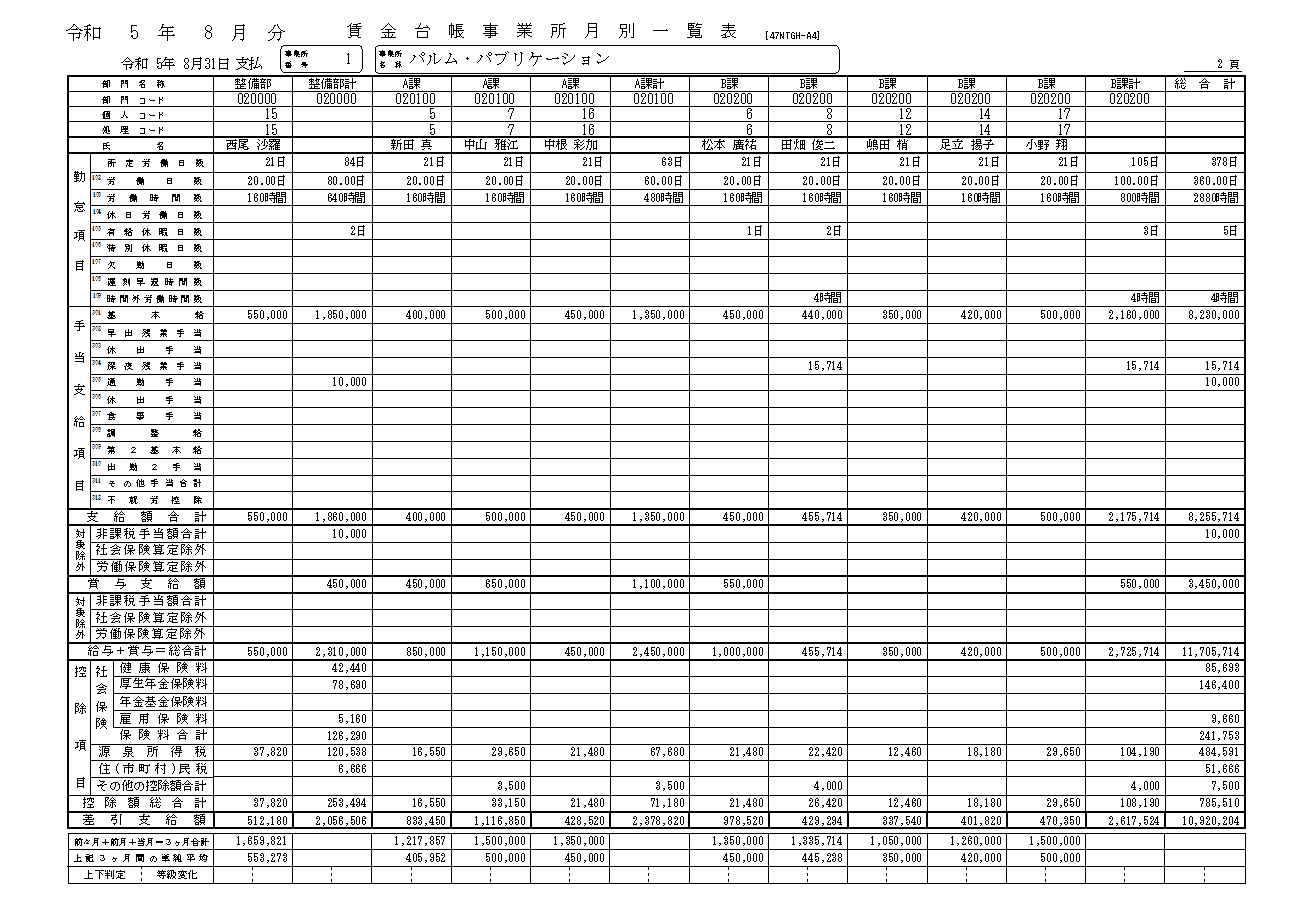 令和 5 年 8 月 分 賃 金 台 帳 事 業 所 月 別 一 覧 表 [47NTGH-A4]
令和 5年 8月31日 支払 事業所番号 1 事業所名称 パルム・パブリケーション 2 頁
部門名称 整備部 整備部計 A課 A課 A課 A課計 B課 B課 B課 B課 B課 B課計 総合計
部門コード 020000 020000 020100 020100 020100 020100 020200 020200 020200 020200 020200 020200
個人コード 15 5 7 16 6 8 12 14 17
処理コード 15 5 7 16 6 8 12 14 17
氏名 西尾 沙羅 新田 真 中山 雅江 中根 彩加 松本 廣祐 田畑 俊二 嶋田 梢 足立 揚子 小野 翔
勤怠項目
所定労働日数 21日 84日 21日 21日 21日 63日 21日 21日 21日 21日 21日 105日 378日
102 労働日数 20.00日 80.00日 20.00日 20.00日 20.00日 60.00日 20.00日 20.00日 20.00日 20.00日 20.00日 100.00日 360.00日
103 労働時間数 160時間 640時間 160時間 160時間 160時間 480時間 160時間 160時間 160時間 160時間 160時間 800時間 2880時間
104 休日労働日数
105 有給休暇日数 2日 1日 2日 3日 5日
106 特別休暇日数
107 欠勤日数
108 遅刻早退時間数
109 時間外労働時間数 4時間 4時間 4時間
手当支給項目
301 基本給 550,000 1,850,000 400,000 500,000 450,000 1,350,000 450,000 440,000 350,000 420,000 500,000 2,160,000 8,230,000
302 早出残業手当
303 休出手当
304 深夜残業手当 15,714 15,714 15,714
305 通勤手当 10,000 10,000
306 休出手当
307 食事手当
308 調整給
309 第2基本給
310 出勤2手当
311 その他手当合計
312 不就労控除
支給額合計 550,000 1,860,000 400,000 500,000 450,000 1,350,000 450,000 455,714 350,000 420,000 500,000 2,175,714 8,255,714
対象除外
非課税手当額合計 10,000 10,000
社会保険算定除外
労働保険算定除外
賞与支給額 450,000 450,000 650,000 1,100,000 550,000 550,000 3,450,000
対象除外
非課税手当額合計
社会保険算定除外
労働保険算定除外
給与+賞与=総合計 550,000 2,310,000 850,000 1,150,000 450,000 2,450,000 1,000,000 455,714 350,000 420,000 500,000 2,725,714 11,705,714
控除項目
社会保険
健康保険料 42,440 85,693
厚生年金保険料 78,690 146,400
年金基金保険料
雇用保険料 5,160 9,660
保険料合計 126,290 241,753
源泉所得税 37,820 120,538 16,550 29,650 21,480 67,680 21,480 22,420 12,460 18,180 29,650 104,190 484,591
住(市町村)民税 6,666 51,666
その他の控除額合計 3,500 3,500 4,000 4,000 7,500
控除額総合計 37,820 253,494 16,550 33,150 21,480 71,180 21,480 26,420 12,460 18,180 29,650 108,190 785,510
差引支給額 512,180 2,056,506 833,450 1,116,850 428,520 2,378,820 978,520 429,294 337,540 401,820 470,350 2,617,524 10,920,204
前々月+前月+当月=3ヶ月合計 1,659,821 1,217,857 1,500,000 1,350,000 1,350,000 1,335,714 1,050,000 1,260,000 1,500,000
上記3ヶ月間の単純平均 553,273 405,952 500,000 450,000 450,000 445,238 350,000 420,000 500,000
上下判定 等級変化